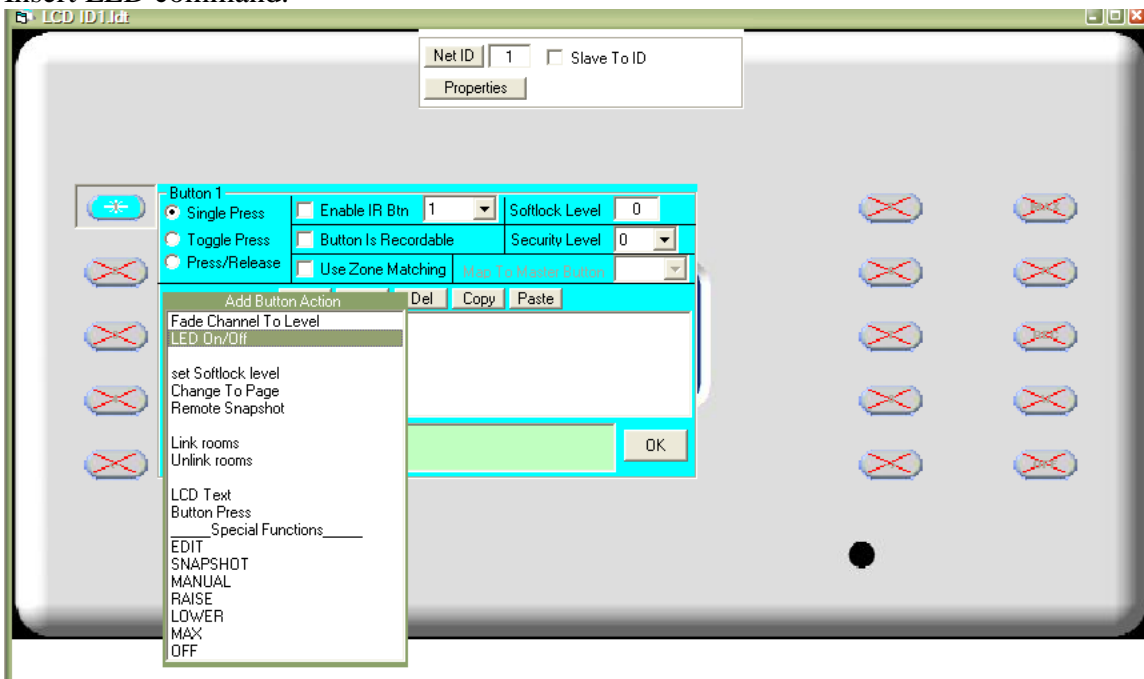 Insert LED command.
LCD ID1.ldt
Net ID 1 Slave To ID
Properties
Button 1
Single Press Enable IR Btn 1 Softlock Level 0
Toggle Press Button Is Recordable Security Level 0
Press/Release Use Zone Matching Map To Master Button
Del Copy Paste
Add Button Action
Fade Channel To Level
LED On/Off
set Softlock level
Change To Page
Remote Snapshot
Link rooms
Unlink rooms
OK
LCD Text
Button Press
_____Special Functions_____
EDIT
SNAPSHOT
MANUAL
RAISE
LOWER
MAX
OFF